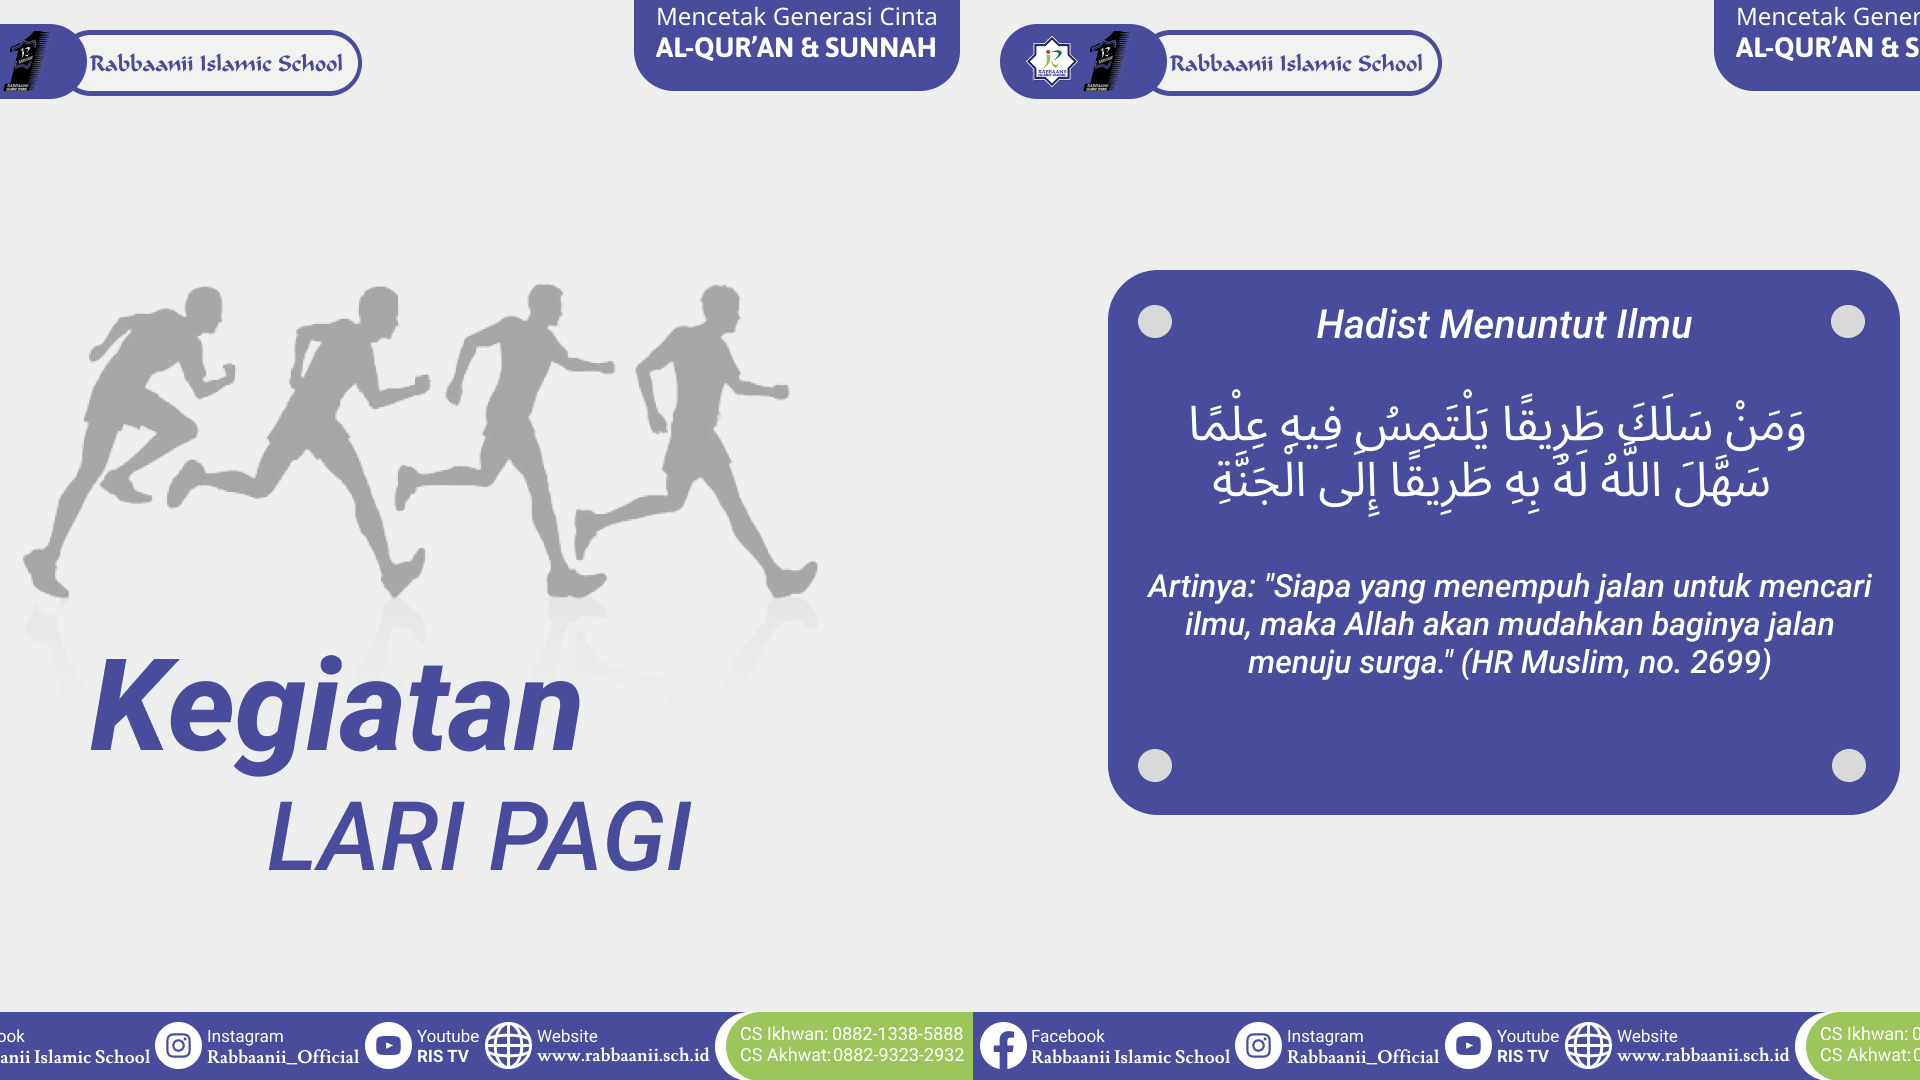 Rabbaanii Islamic School
Mencetak Generasi Cinta
AL-QUR’AN & SUNNAH
Kegiatan
LARI PAGI
ook
anii Islamic School
Instagram
Rabbaanii_Official
Youtube
RIS TV
Website
www.rabbaanii.sch.id
CS Ikhwan: 0882-1338-5888
CS Akhwat: 0882-9323-2932
Rabbaanii Islamic School
Mencetak Gener
AL-QUR’AN & S
Hadist Menuntut Ilmu
وَمَنْ سَلَكَ طَرِيقًا يَلْتَمِسُ فِيهِ عِلْمًا
سَهَّلَ اللَّهُ لَهُ بِهِ طَرِيقًا إِلَى الْجَنَّةِ
Artinya: "Siapa yang menempuh jalan untuk mencari
ilmu, maka Allah akan mudahkan baginya jalan
menuju surga." (HR Muslim, no. 2699)
Facebook
Rabbaanii Islamic School
Instagram
Rabbaanii_Official
Youtube
RIS TV
Website
www.rabbaanii.sch.id
CS Ikhwan: 0
CS Akhwat: 0